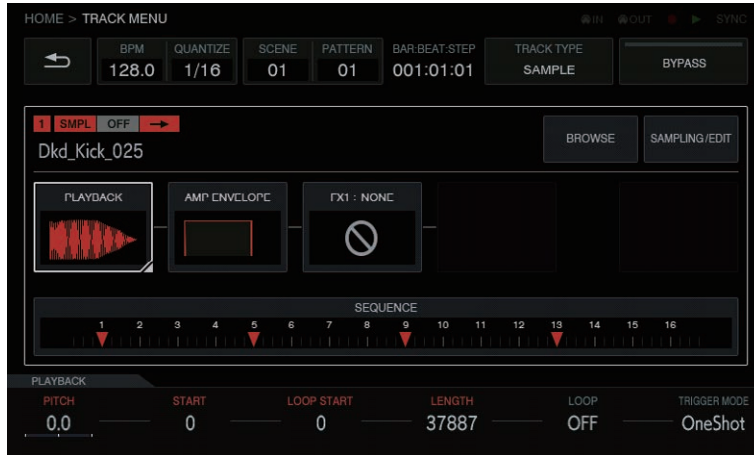 HOME > TRACK MENU IN OUT SYNC
BPM QUANTIZE SCENE PATTERN BAR:BEAT:STEP TRACK TYPE
128.0 1/16 01 01 001:01:01 SAMPLE BYPASS
1 SMPL OFF
Dkd_Kick_025 BROWSE SAMPLING/EDIT
PLAYBACK AMP ENVELOPE FX1 : NONE
SEQUENCE
1 2 3 4 5 6 7 8 9 10 11 12 13 14 15 16
PLAYBACK
PITCH START LOOP START LENGTH LOOP TRIGGER MODE
0.0 0 0 37887 OFF OneShot